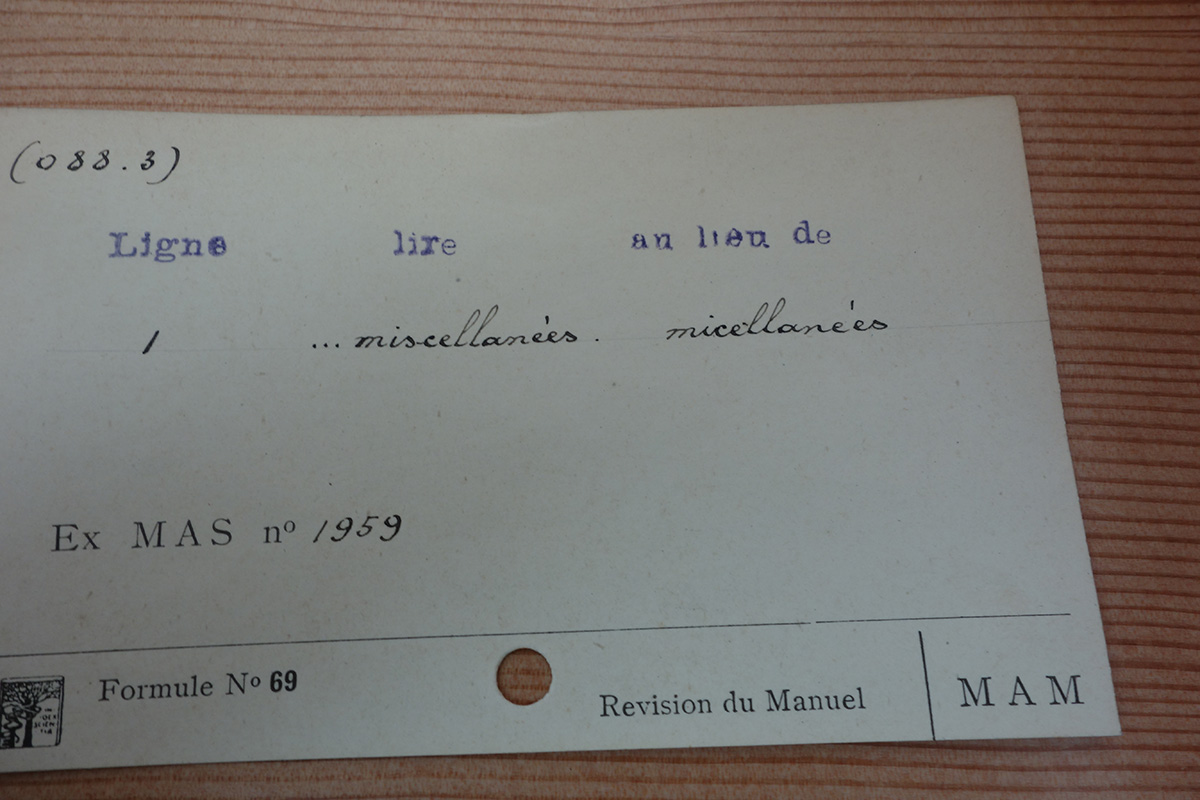 (088.3)
Ligne lire au lieu de
1 ... miscellanées. micellanées
Ex MAS nº 1959
Formule Nº 69 Revision du Manuel MAM